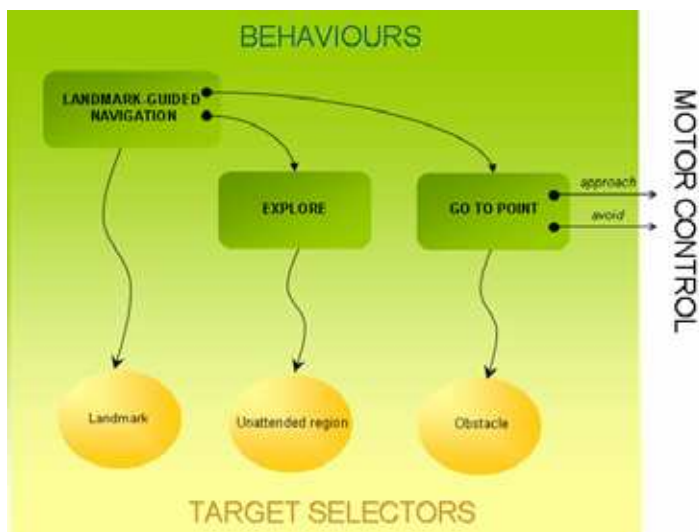 BEHAVIOURS
LANDMARK-GUIDED
NAVIGATION
EXPLORE
GO TO POINT
approach
avoid
MOTOR CONTROL
Landmark
Unattended region
Obstacle
TARGET SELECTORS